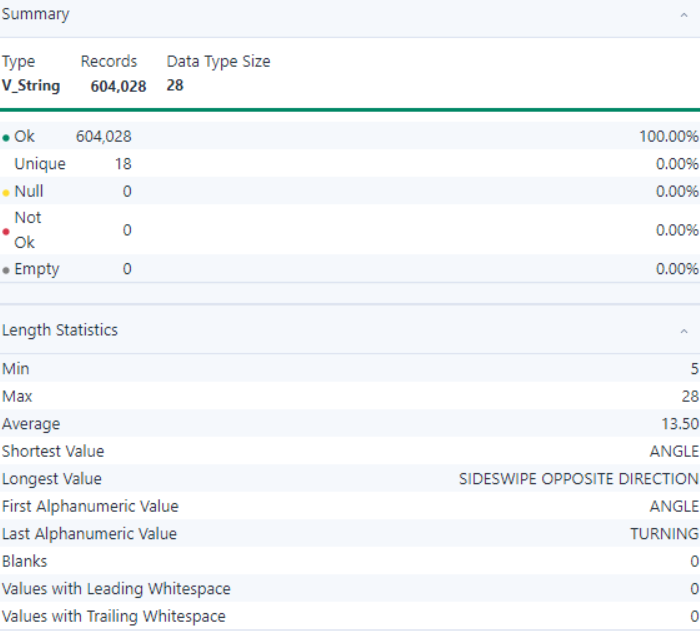 Summary
Type Records Data Type Size
V_String 604,028 28
Ok 604,028 100.00%
Unique 18 0.00%
Null 0 0.00%
Not
Ok 0 0.00%
Empty 0 0.00%
Length Statistics
Min 5
Max 28
Average 13.50
Shortest Value ANGLE
Longest Value SIDESWIPE OPPOSITE DIRECTION
First Alphanumeric Value ANGLE
Last Alphanumeric Value TURNING
Blanks 0
Values with Leading Whitespace 0
Values with Trailing Whitespace 0